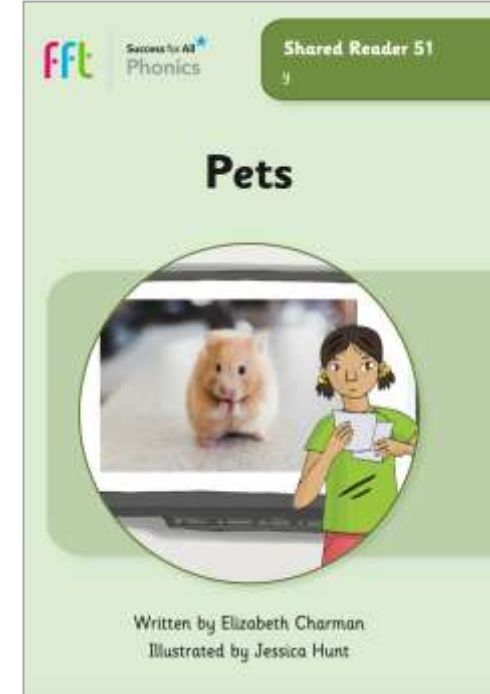 fft
Success for All
Phonics
Shared Reader 51
y
Pets
Written by Elizabeth Charman
Illustrated by Jessica Hunt